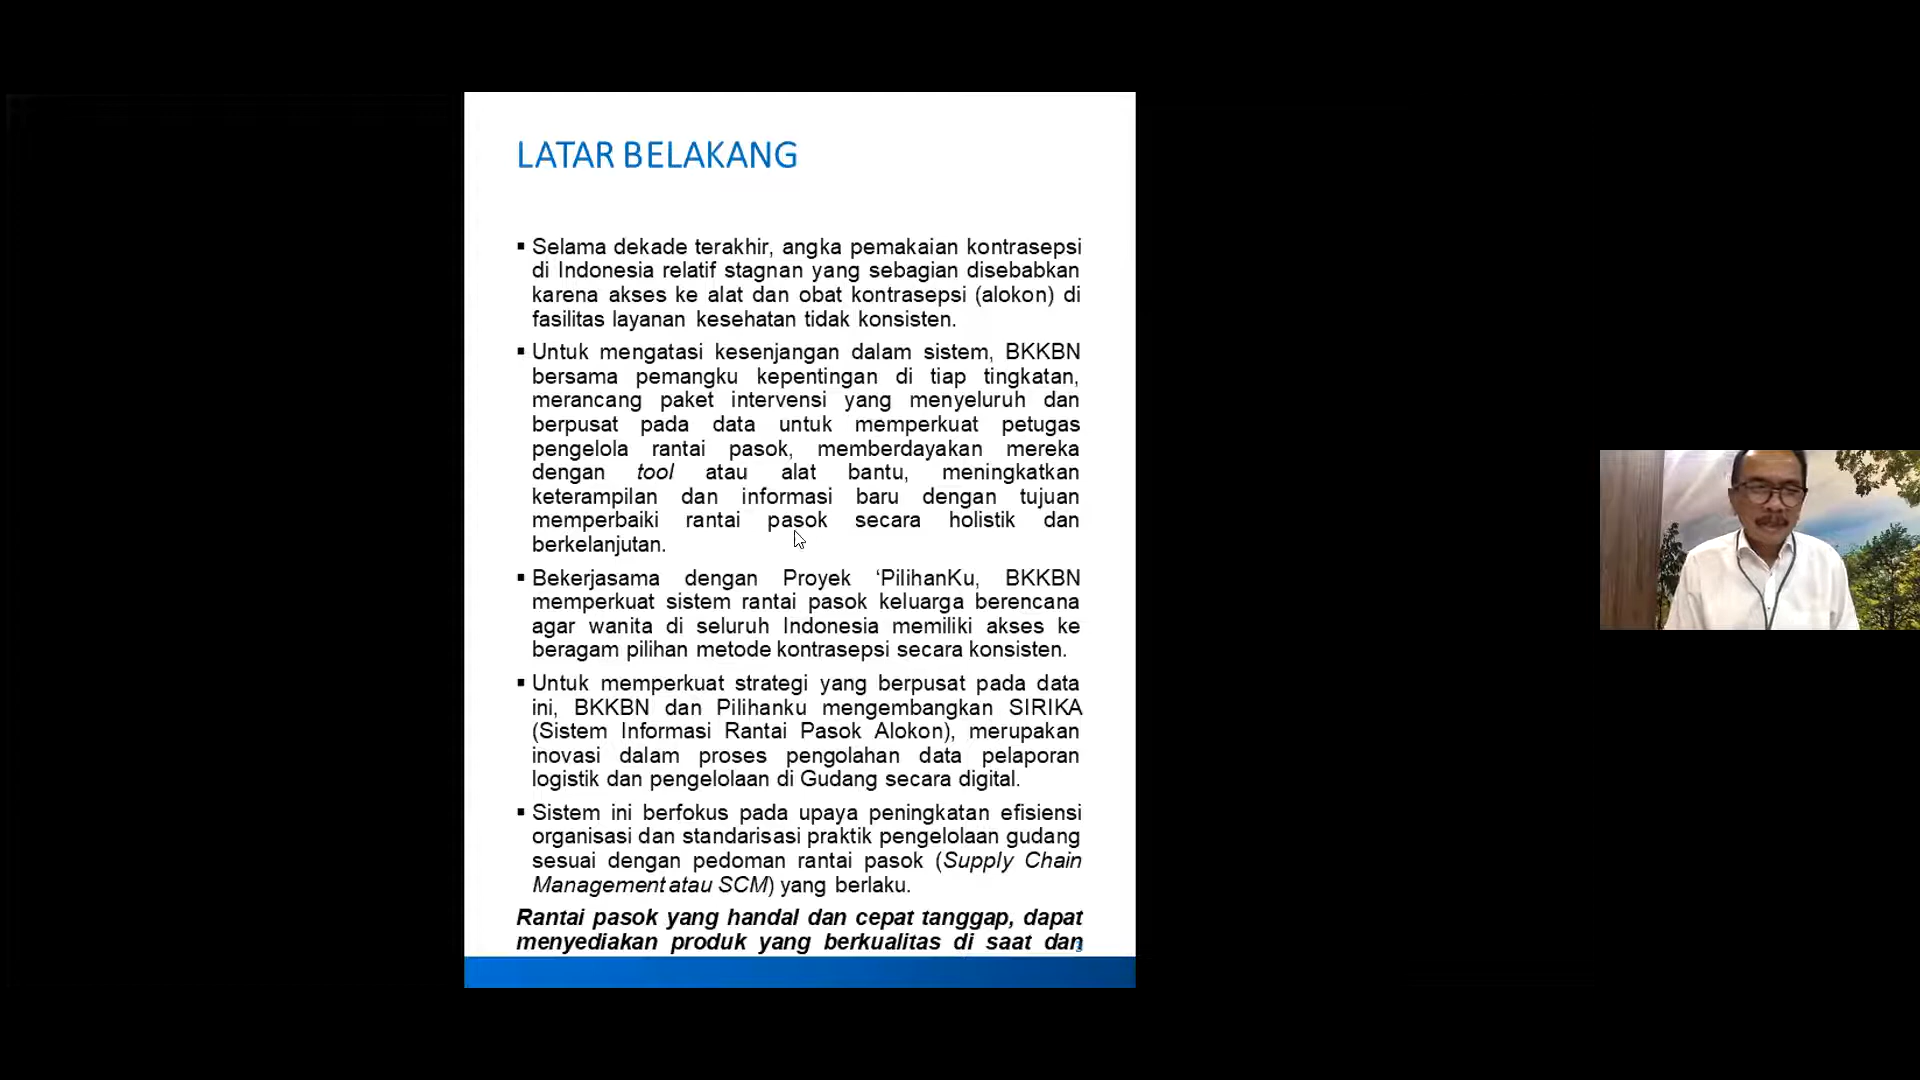 LATAR BELAKANG
▪ Selama dekade terakhir, angka pemakaian kontrasepsi
di Indonesia relatif stagnan yang sebagian disebabkan
karena akses ke alat dan obat kontrasepsi (alokon) di
fasilitas layanan kesehatan tidak konsisten.
▪ Untuk mengatasi kesenjangan dalam sistem, BKKBN
bersama pemangku kepentingan di tiap tingkatan,
merancang paket intervensi yang menyeluruh dan
berpusat pada data untuk memperkuat petugas
pengelola rantai pasok, memberdayakan mereka
dengan tool atau alat bantu, meningkatkan
keterampilan dan informasi baru dengan tujuan
memperbaiki rantai pasok secara holistik dan
berkelanjutan.
▪ Bekerjasama dengan Proyek ‘PilihanKu, BKKBN
memperkuat sistem rantai pasok keluarga berencana
agar wanita di seluruh Indonesia memiliki akses ke
beragam pilihan metode kontrasepsi secara konsisten.
▪ Untuk memperkuat strategi yang berpusat pada data
ini, BKKBN dan Pilihanku mengembangkan SIRIKA
(Sistem Informasi Rantai Pasok Alokon), merupakan
inovasi dalam proses pengolahan data pelaporan
logistik dan pengelolaan di Gudang secara digital.
▪ Sistem ini berfokus pada upaya peningkatan efisiensi
organisasi dan standarisasi praktik pengelolaan gudang
sesuai dengan pedoman rantai pasok (Supply Chain
Management atau SCM) yang berlaku.
Rantai pasok yang handal dan cepat tanggap, dapat
menyediakan produk yang berkualitas di saat dan